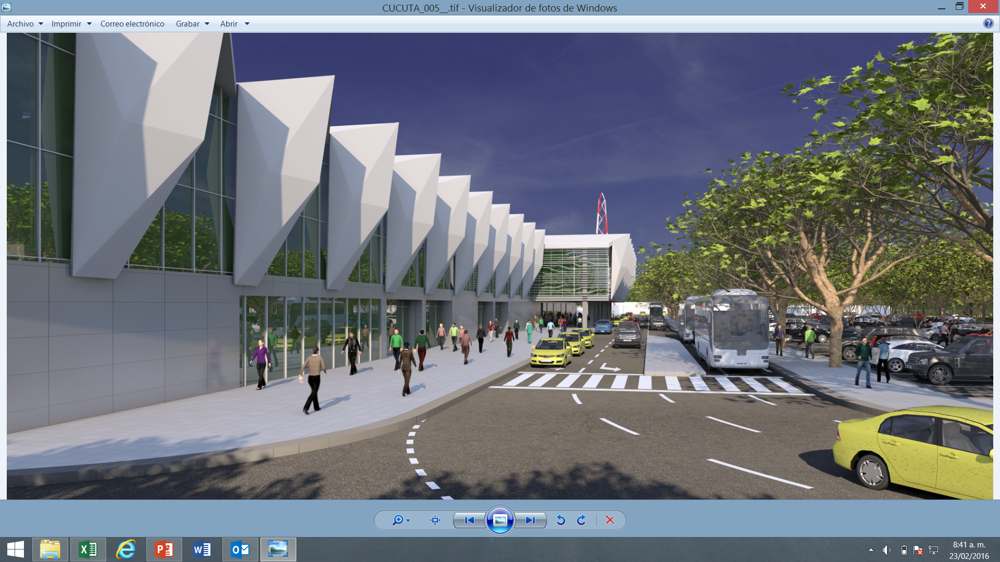 CUCUTA_005__.tif - Visualizador de fotos de Windows
Archivo Imprimir Correo electrónico Grabar Abrir
8:41 a. m.
23/02/2016